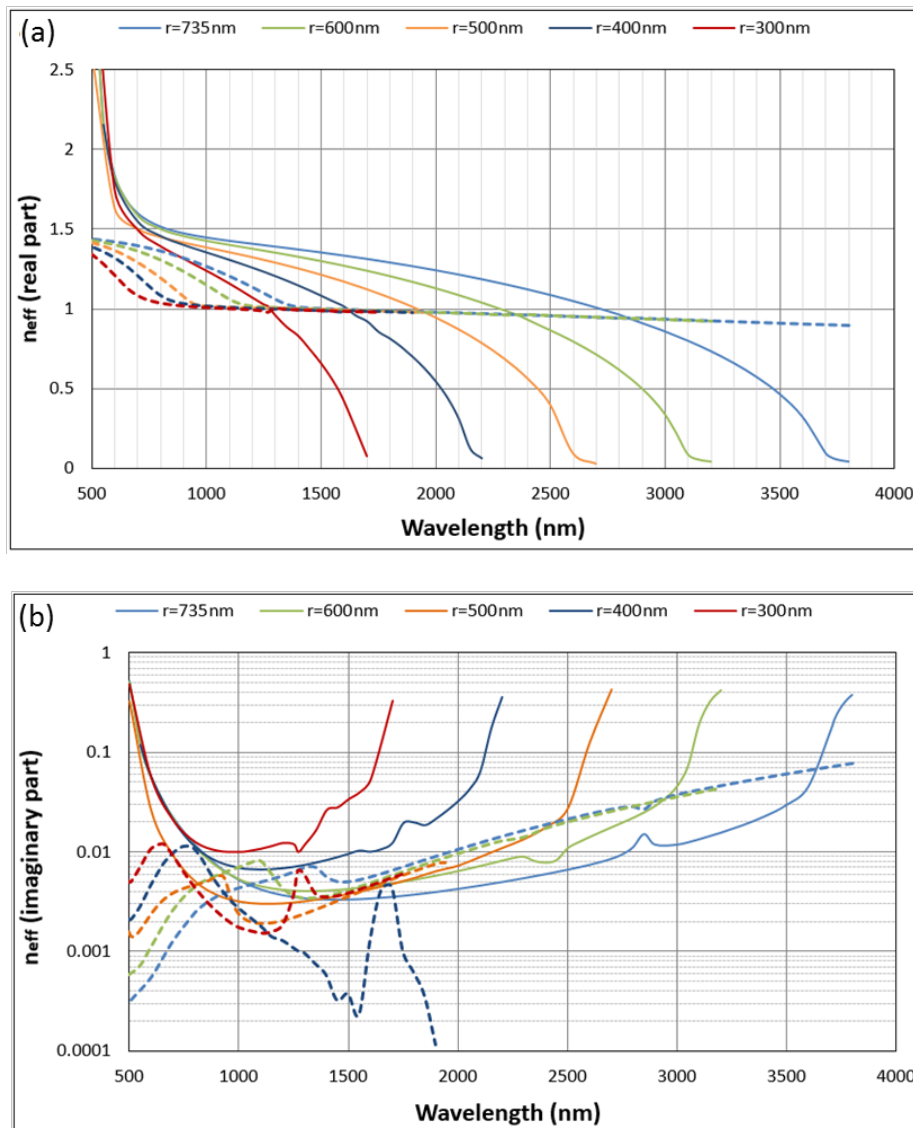 (a)
r=735nm r=600nm r=500nm r=400nm r=300nm
2.5
2
1.5
1
0.5
0
neff (real part)
500 1000 1500 2000 2500 3000 3500 4000
Wavelength (nm)
(b)
r=735nm r=600nm r=500nm r=400nm r=300nm
1
0.1
0.01
0.001
0.0001
neff (imaginary part)
500 1000 1500 2000 2500 3000 3500 4000
Wavelength (nm)